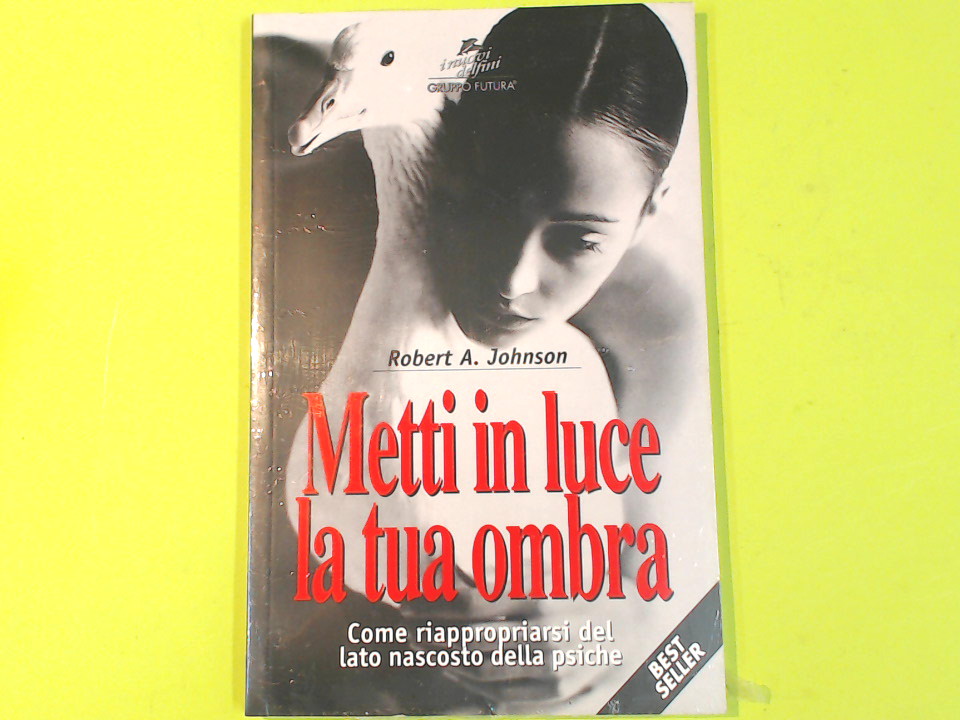 i nuovi
delfini
GRUPPO FUTURA®
Robert A. Johnson
Metti in luce
la tua ombra
Come riappropriarsi del
lato nascosto della psiche
BEST
SELLER